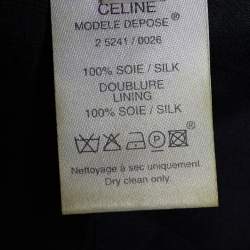 CELINE
MODELE DEPOSE®
2 5241 / 0026
100% SOIE / SILK
DOUBLURE
LINING
100% SOIE / SILK
Nettoyage à sec uniquement
Dry clean only